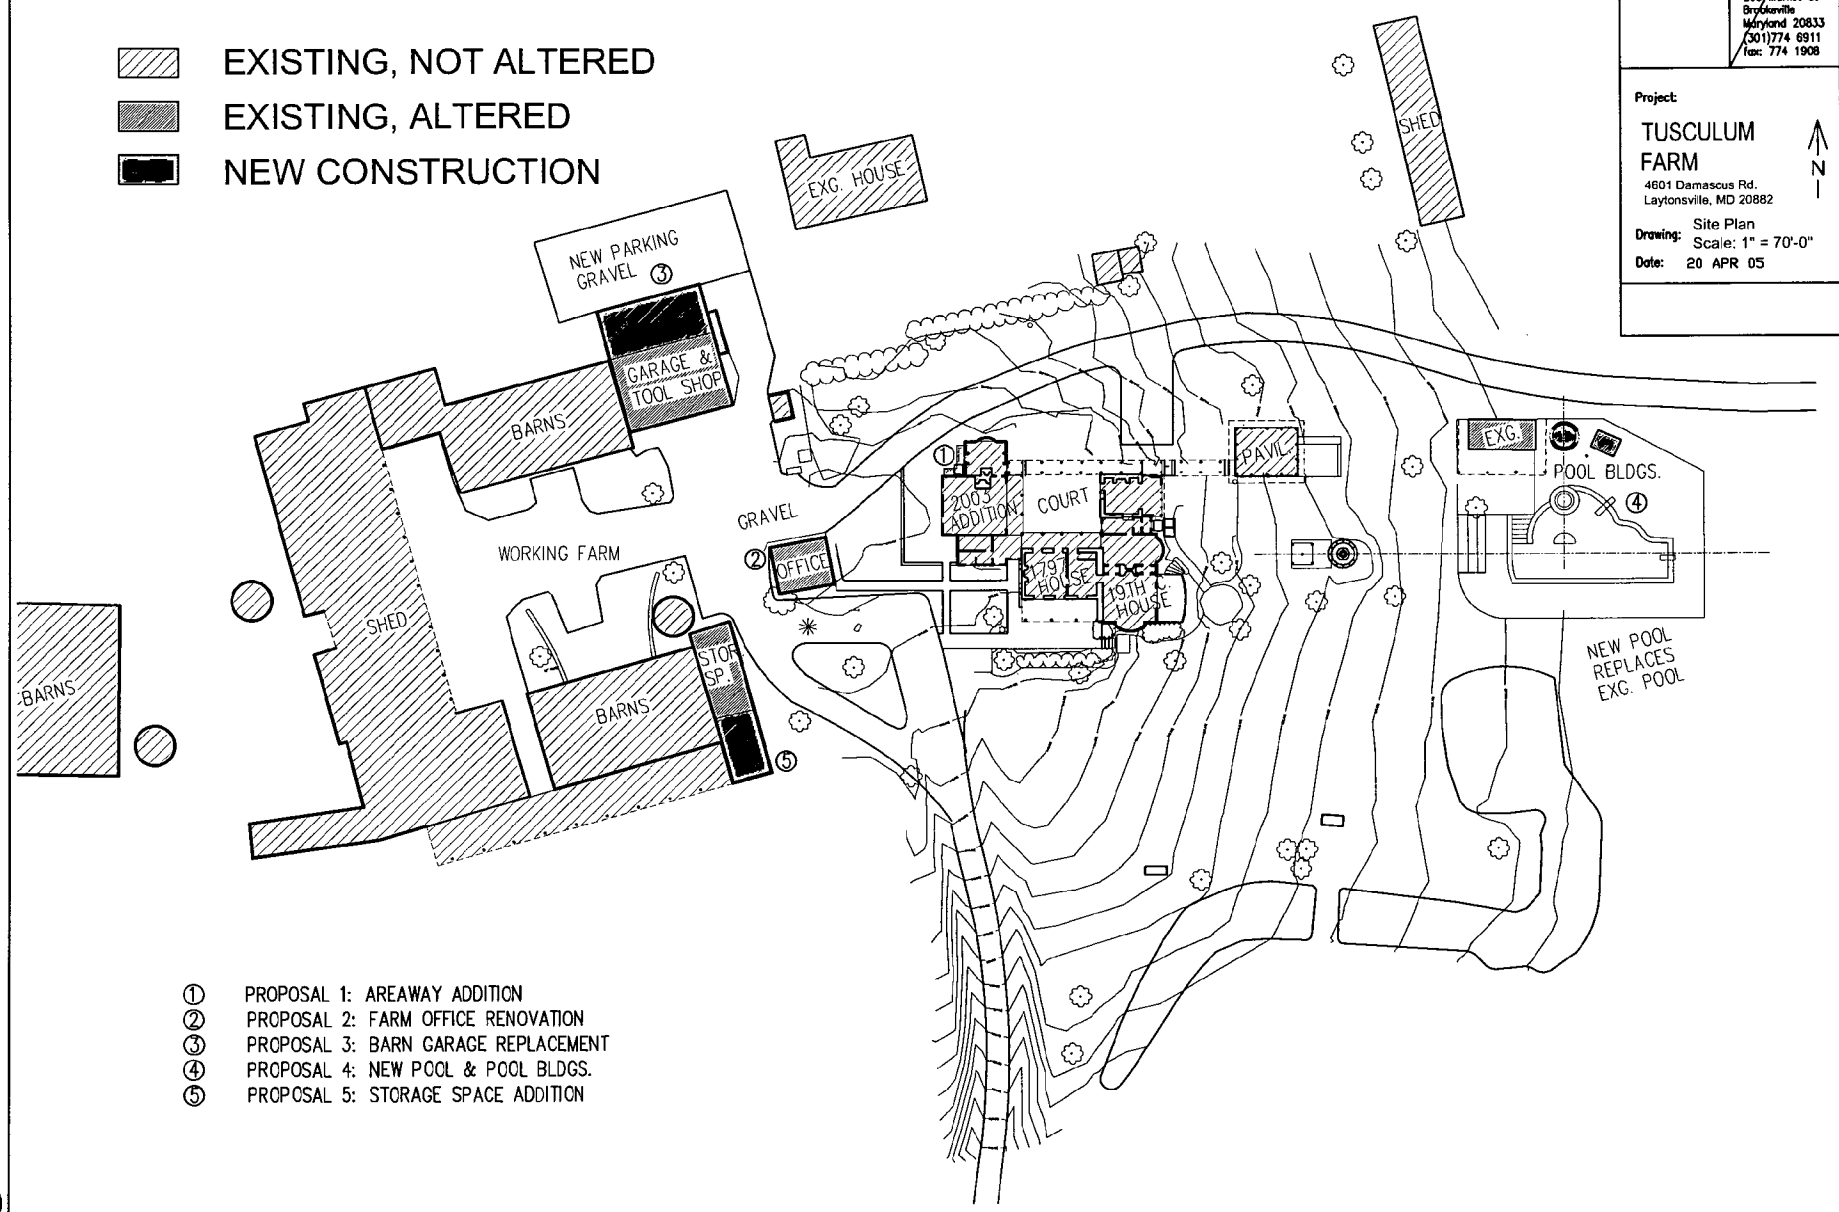 EXISTING, NOT ALTERED
EXISTING, ALTERED
NEW CONSTRUCTION
Brookeville
Maryland 20833
(301)774 6911
fax: 774 1908
Project:
TUSCULUM
FARM
4601 Damascus Rd.
Laytonsville, MD 20882
N
Drawing: Site Plan
Scale: 1" = 70'-0"
Date: 20 APR 05
SHED
EXG. HOUSE
NEW PARKING
GRAVEL ③
GARAGE &
TOOL SHOP
BARNS
①
2003
ADDITION
COURT
PAVIL.
EXG.
POOL BLDGS.
④
GRAVEL
WORKING FARM
②
OFFICE
1797
HOUSE
19TH C.
HOUSE
SHED
STOR.
SP.
BARNS
BARNS
⑤
NEW POOL
REPLACES
EXG. POOL
① PROPOSAL 1: AREAWAY ADDITION
② PROPOSAL 2: FARM OFFICE RENOVATION
③ PROPOSAL 3: BARN GARAGE REPLACEMENT
④ PROPOSAL 4: NEW POOL & POOL BLDGS.
⑤ PROPOSAL 5: STORAGE SPACE ADDITION